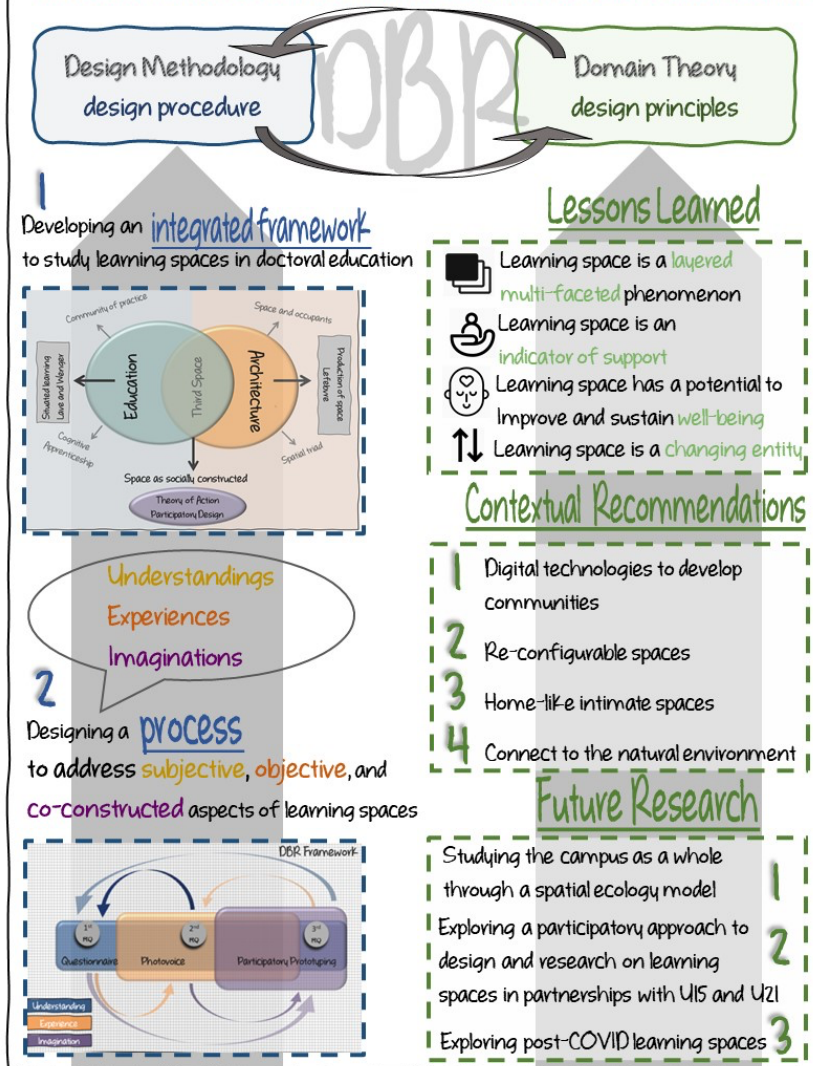 DBR
Design Methodology
design procedure
Domain Theory
design principles
1
Developing an integrated framework
to study learning spaces in doctoral education
Community of practice
Space and occupants
Situated learning
Lave and Wenger
Education
Third Space
Architecture
Production of space
Lefebvre
Cognitive
Apprenticeship
Spatial triad
Space as socially constructed
Theory of Action
Participatory Design
Understandings
Experiences
Imaginations
2
Designing a process
to address subjective, objective, and
co-constructed aspects of learning spaces
DBR Framework
1st
MQ
2nd
MQ
3rd
MQ
Questionnaire
Photovoice
Participatory Prototyping
Understanding
Experience
Imagination
Lessons Learned
Learning space is a layered
multi-faceted phenomenon
Learning space is an
indicator of support
Learning space has a potential to
Improve and sustain well-being
Learning space is a changing entity
Contextual Recommendations
1 Digital technologies to develop
communities
2 Re-configurable spaces
3 Home-like intimate spaces
4 Connect to the natural environment
Future Research
Studying the campus as a whole
through a spatial ecology model 1
Exploring a participatory approach to
design and research on learning 2
spaces in partnerships with U15 and U21
Exploring post-COVID learning spaces 3